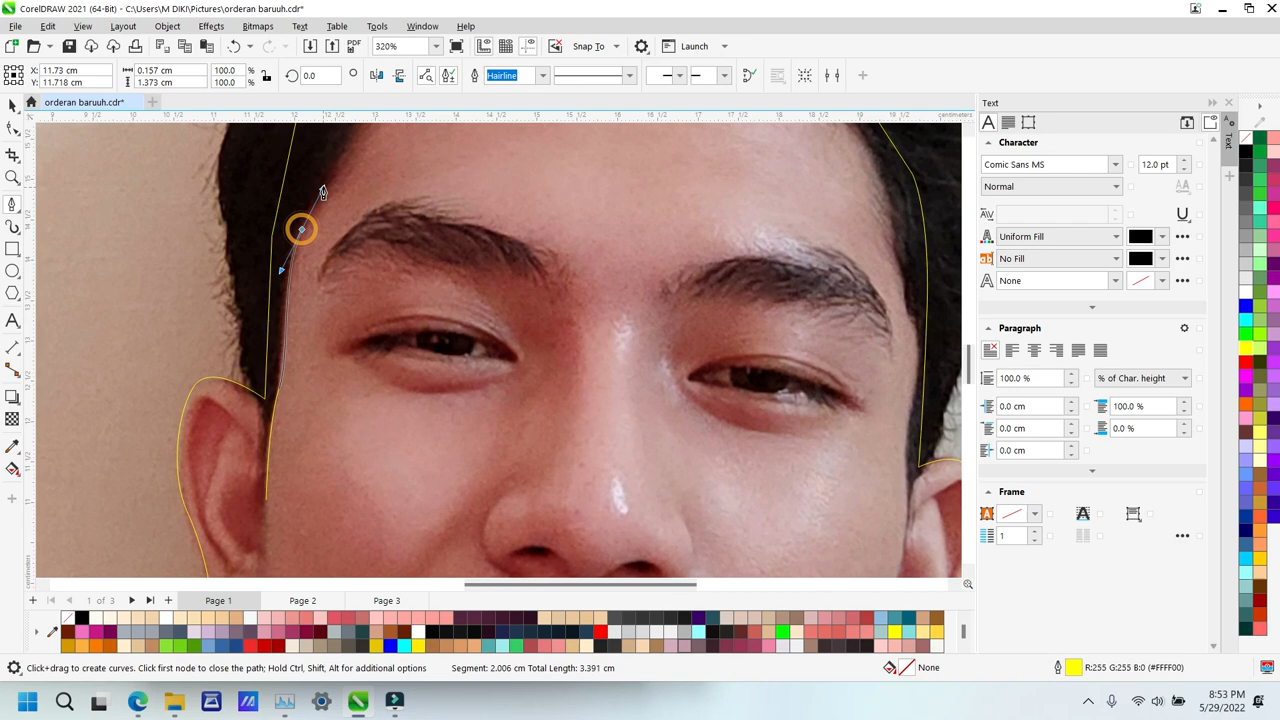 CorelDRAW 2021 (64-Bit) - C:\Users\M DIKI\Pictures\orderan baruuh.cdr*
File Edit View Layout Object Effects Bitmaps Text Table Tools Window Help
PDF 320% Snap To Launch
X: 11.73 cm 0.157 cm 100.0 % 0.0 Hairline
Y: 11.718 cm 1.373 cm 100.0 %
orderan baruuh.cdr*
centimeters
Text
Character
Comic Sans MS 12.0 pt
Normal
Uniform Fill
No Fill
None
Paragraph
100.0 % % of Char. height
0.0 cm 100.0 %
0.0 cm 0.0 %
0.0 cm
Frame
1
Text
centimeters
1 of 3 Page 1 Page 2 Page 3
Click+drag to create curves. Click first node to close the path; Hold Ctrl, Shift, Alt for additional options Segment: 2.006 cm Total Length: 3.391 cm None R:255 G:255 B:0 (#FFFF00)
8:53 PM
5/29/2022